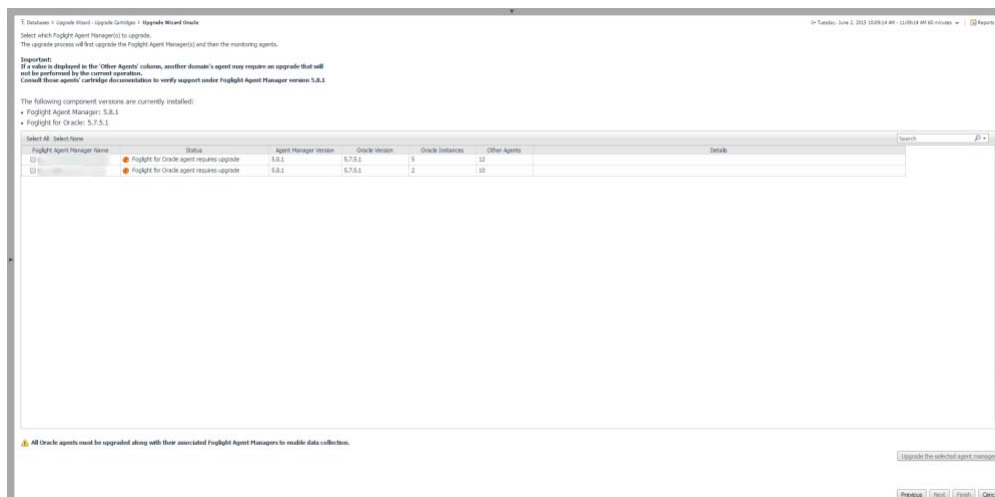 Databases › Upgrade Wizard - Upgrade Cartridges › Upgrade Wizard Oracle
Tuesday, June 2, 2015 10:09:14 AM - 11:09:14 AM 60 minutes
Reports
Select which Foglight Agent Manager(s) to upgrade.
The upgrade process will first upgrade the Foglight Agent Manager(s) and then the monitoring agents.
Important:
If a value is displayed in the 'Other Agents' column, another domain's agent may require an upgrade that will
not be performed by the current operation.
Consult those agents' cartridge documentation to verify support under Foglight Agent Manager version 5.8.1
The following component versions are currently installed:
• Foglight Agent Manager: 5.8.1
• Foglight for Oracle: 5.7.5.1
Select All Select None
Search
Foglight Agent Manager Name Status Agent Manager Version Oracle Version Oracle Instances Other Agents Details
Foglight for Oracle agent requires upgrade 5.8.1 5.7.5.1 5 12
Foglight for Oracle agent requires upgrade 5.8.1 5.7.5.1 2 10
All Oracle agents must be upgraded along with their associated Foglight Agent Managers to enable data collection.
Upgrade the selected agent manage
Previous Next Finish Canc